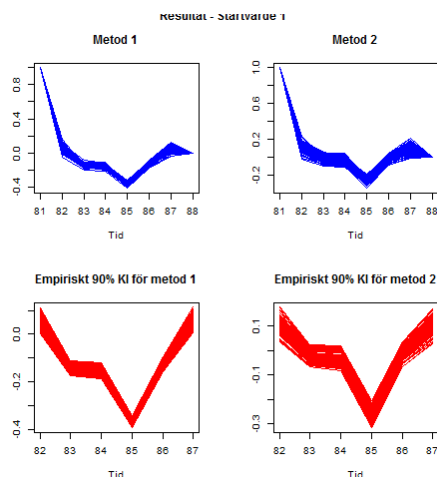 Resultat - Startvärde 1
Metod 1
Metod 2
0.8
0.4
0.0
-0.4
81 82 83 84 85 86 87 88
Tid
1.0
0.6
0.2
-0.2
81 82 83 84 85 86 87 88
Tid
Empiriskt 90% KI för metod 1
Empiriskt 90% KI för metod 2
0.0
-0.2
-0.4
82 83 84 85 86 87
Tid
0.1
-0.1
-0.3
82 83 84 85 86 87
Tid